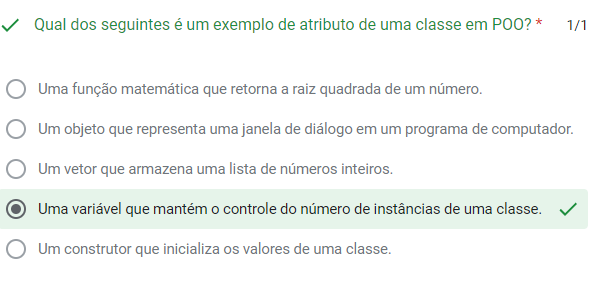 Qual dos seguintes é um exemplo de atributo de uma classe em POO? * 1/1
Uma função matemática que retorna a raiz quadrada de um número.
Um objeto que representa uma janela de diálogo em um programa de computador.
Um vetor que armazena uma lista de números inteiros.
Uma variável que mantém o controle do número de instâncias de uma classe.
Um construtor que inicializa os valores de uma classe.